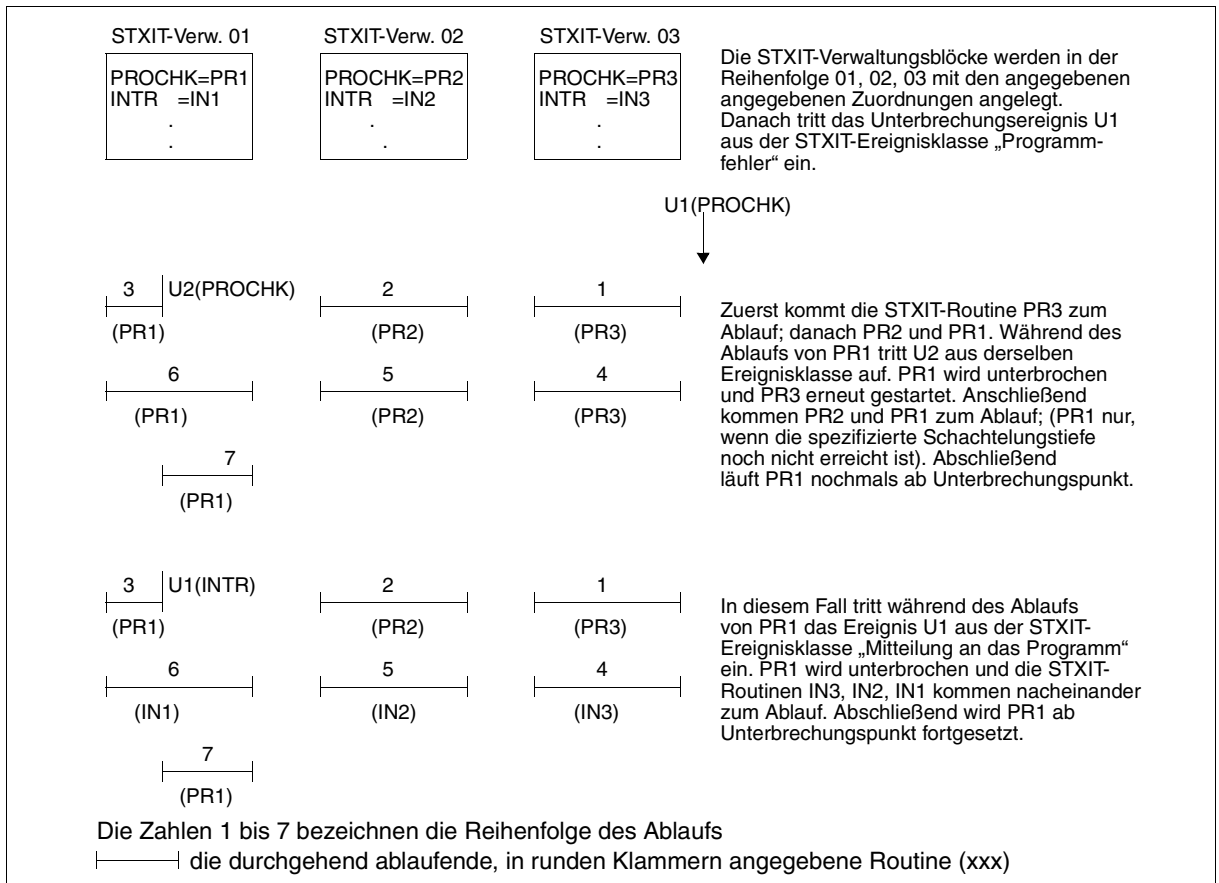 STXIT-Verw. 01 STXIT-Verw. 02 STXIT-Verw. 03
PROCHK=PR1 PROCHK=PR2 PROCHK=PR3
INTR =IN1 INTR =IN2 INTR =IN3
. . .
. . .
Die STXIT-Verwaltungsblöcke werden in der
Reihenfolge 01, 02, 03 mit den angegebenen
angegebenen Zuordnungen angelegt.
Danach tritt das Unterbrechungsereignis U1
aus der STXIT-Ereignisklasse „Programm-
fehler“ ein.
U1(PROCHK)
3 U2(PROCHK) 2 1
(PR1) (PR2) (PR3)
6 5 4
(PR1) (PR2) (PR3)
7
(PR1)
Zuerst kommt die STXIT-Routine PR3 zum
Ablauf; danach PR2 und PR1. Während des
Ablaufs von PR1 tritt U2 aus derselben
Ereignisklasse auf. PR1 wird unterbrochen
und PR3 erneut gestartet. Anschließend
kommen PR2 und PR1 zum Ablauf; (PR1 nur,
wenn die spezifizierte Schachtelungstiefe
noch nicht erreicht ist). Abschließend
läuft PR1 nochmals ab Unterbrechungspunkt.
3 U1(INTR) 2 1
(PR1) (PR2) (PR3)
6 5 4
(IN1) (IN2) (IN3)
7
(PR1)
In diesem Fall tritt während des Ablaufs
von PR1 das Ereignis U1 aus der STXIT-
Ereignisklasse „Mitteilung an das Programm“
ein. PR1 wird unterbrochen und die STXIT-
Routinen IN3, IN2, IN1 kommen nacheinander
zum Ablauf. Abschließend wird PR1 ab
Unterbrechungspunkt fortgesetzt.
Die Zahlen 1 bis 7 bezeichnen die Reihenfolge des Ablaufs
die durchgehend ablaufende, in runden Klammern angegebene Routine (xxx)